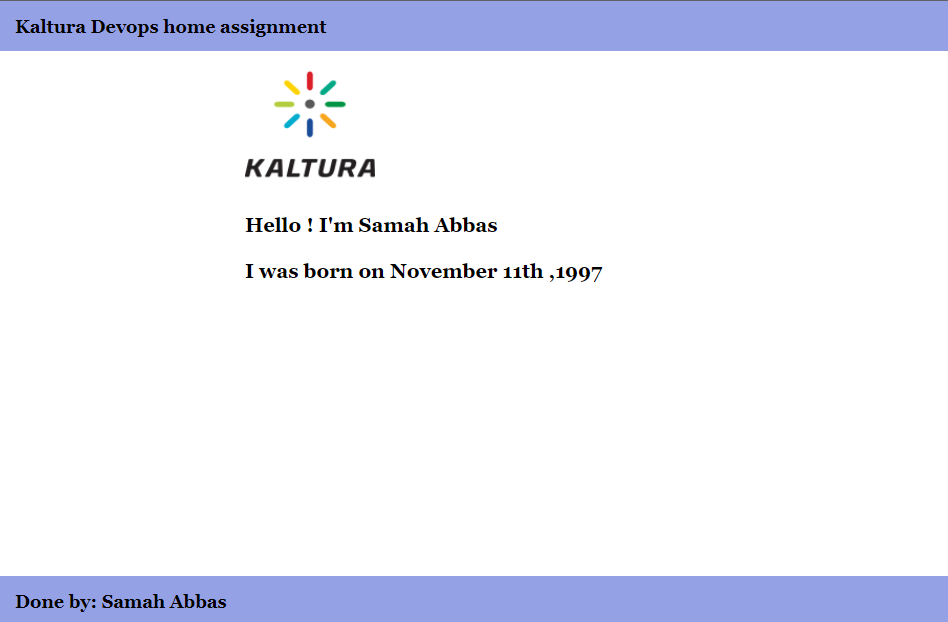 Kaltura Devops home assignment
KALTURA
Hello ! I'm Samah Abbas
I was born on November 11th ,1997
Done by: Samah Abbas